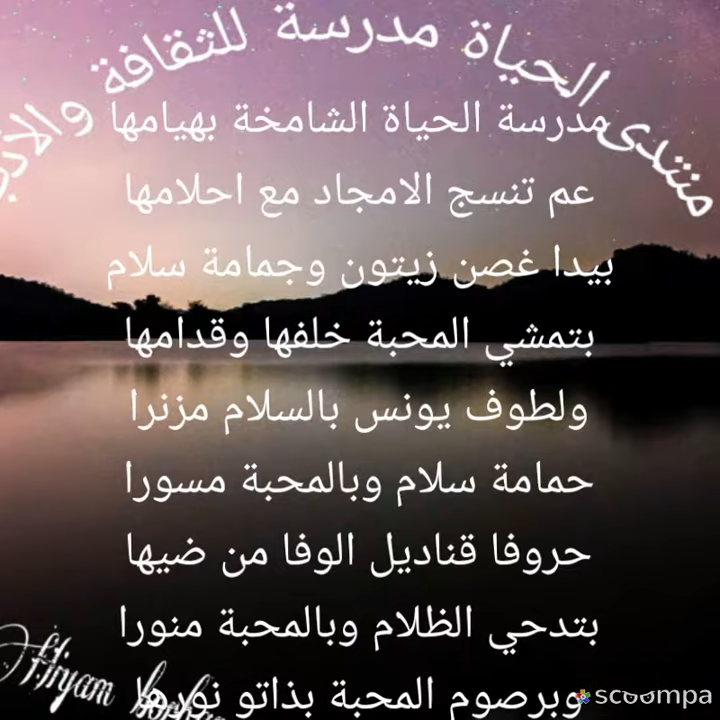 منتدى الحياة مدرسة للثقافة
مدرسة الحياة الشامخة بهيامها
عم تنسج الامجاد مع احلامها
بيدا غصن زيتون وجمامة سلام
بتمشي المحبة خلفها وقدامها
ولطوف يونس بالسلام مزنرا
حمامة سلام وبالمحبة مسورا
حروفا قناديل الوفا من ضيها
بتدحي الظلام وبالمحبة منورا
وبرصوم المحبة بذاتو نورها
Hiyam
scoompa